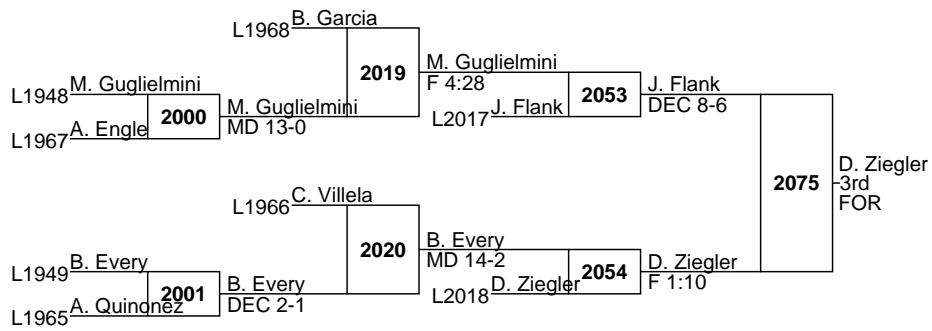 B. Garcia
L1968
2019
M. Guglielmini
F 4:28
M. Guglielmini
L1948
2000
M. Guglielmini
MD 13-0
A. Engle
L1967
J. Flank
L2017
2053
J. Flank
DEC 8-6
2075
D. Ziegler
3rd
FOR
C. Villela
L1966
2020
B. Every
MD 14-2
B. Every
L1949
2001
B. Every
DEC 2-1
A. Quinonez
L1965
D. Ziegler
L2018
2054
D. Ziegler
F 1:10